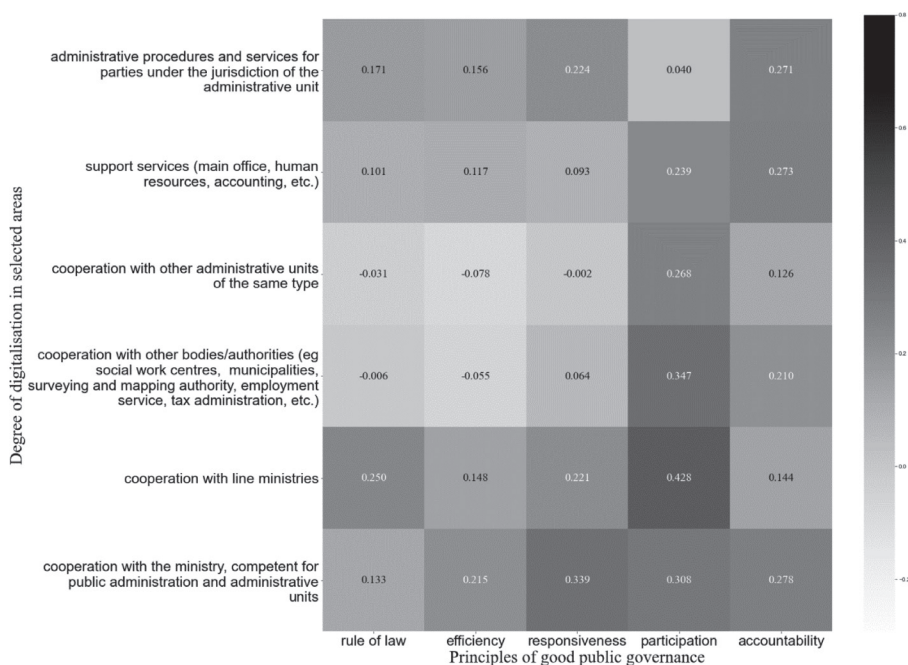 Degree of digitalisation in selected areas
administrative procedures and services for
parties under the jurisdiction of the
administrative unit
0.171 0.156 0.224 0.040 0.271
support services (main office, human
resources, accounting, etc.)
0.101 0.117 0.093 0.239 0.273
cooperation with other administrative units
of the same type
-0.031 -0.078 -0.002 0.268 0.126
cooperation with other bodies/authorities (eg
social work centres, municipalities,
surveying and mapping authority, employment
service, tax administration, etc.)
-0.006 -0.055 0.064 0.347 0.210
cooperation with line ministries
0.250 0.148 0.221 0.428 0.144
cooperation with the ministry, competent for
public administration and administrative
units
0.133 0.215 0.339 0.308 0.278
rule of law efficiency responsiveness participation accountability
Principles of good public governance
0.8
0.6
0.4
0.2
0.0